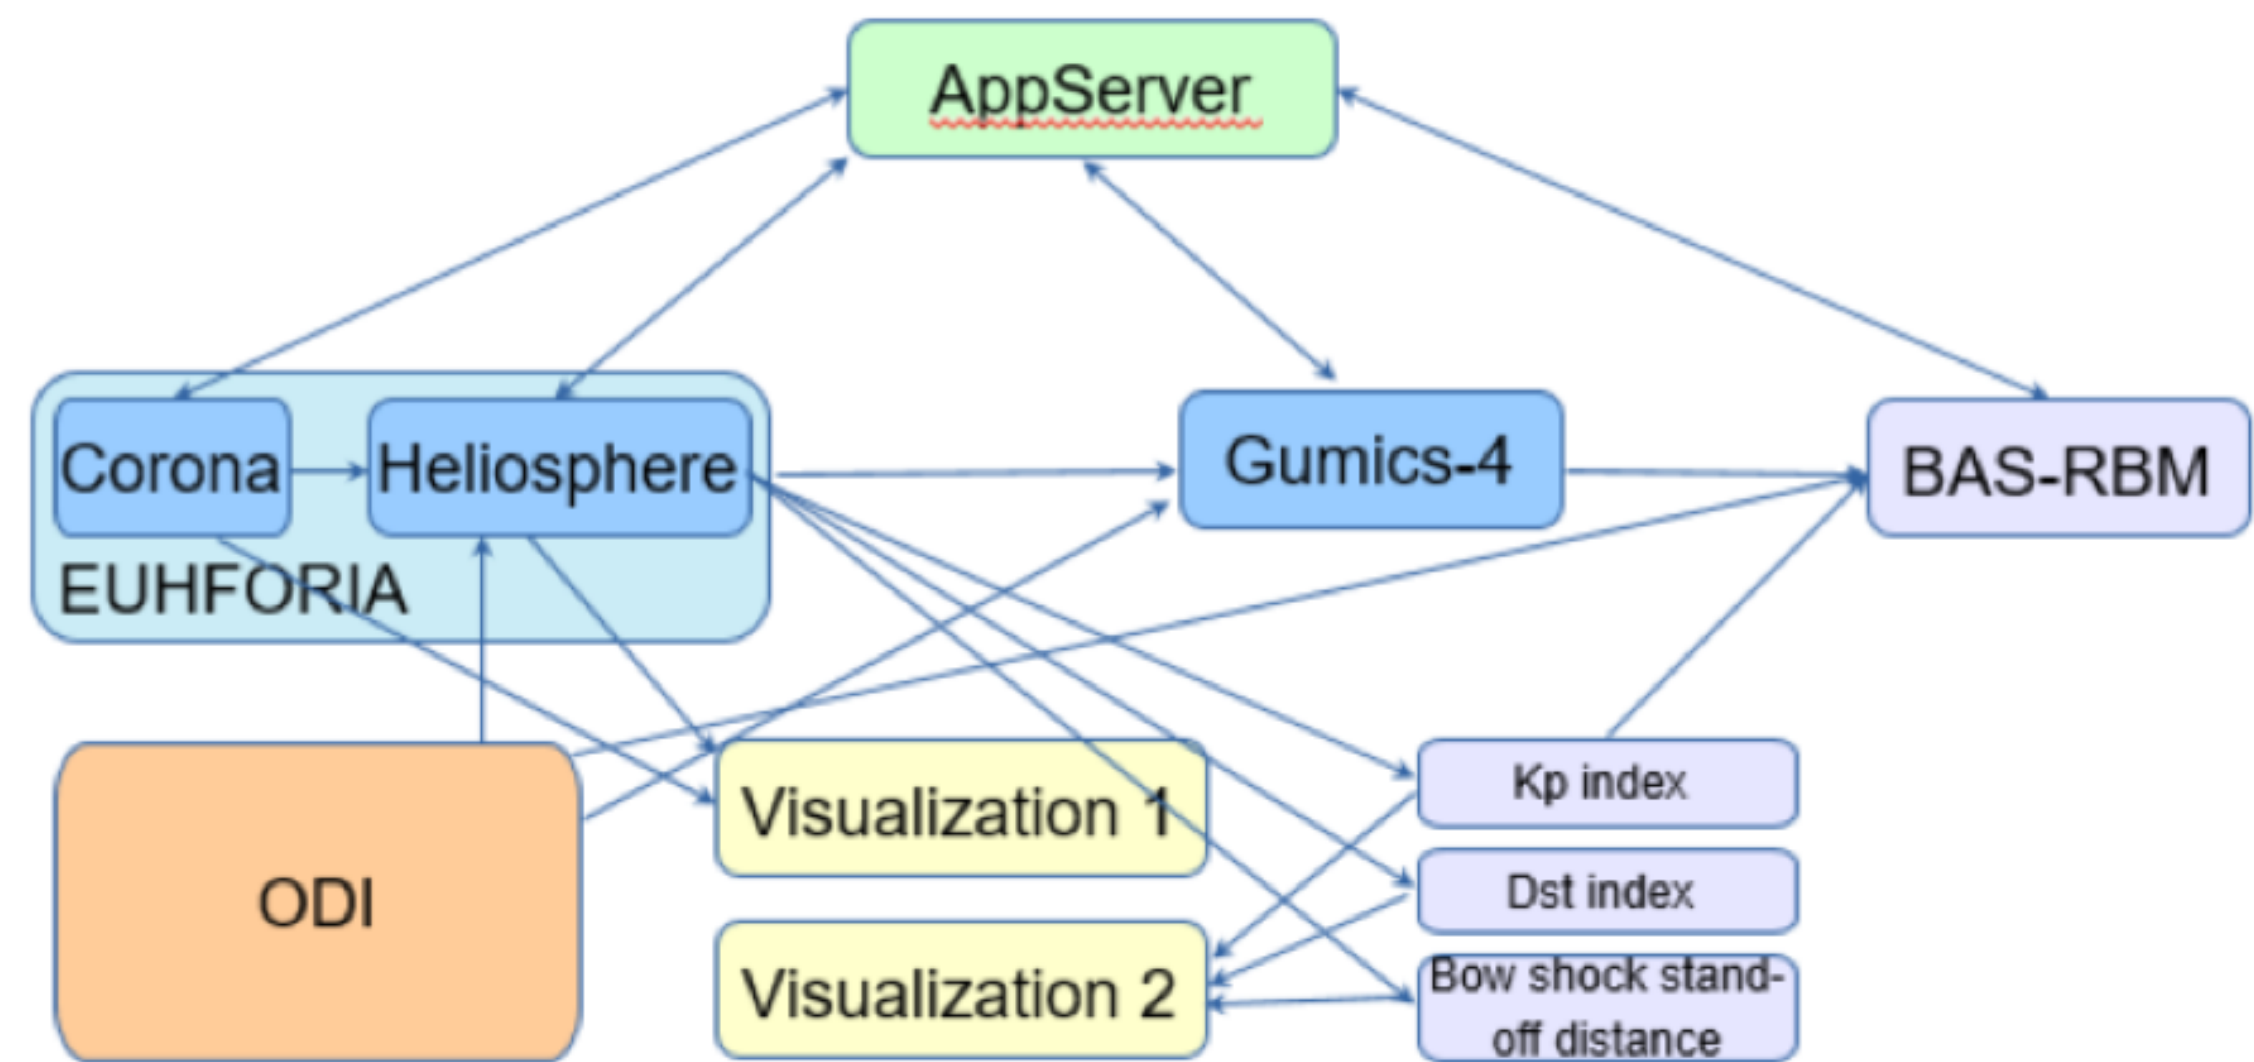 AppServer
Corona
Heliosphere
Gumics-4
BAS-RBM
EUHFORIA
ODI
Visualization 1
Visualization 2
Kp index
Dst index
Bow shock stand-
off distance